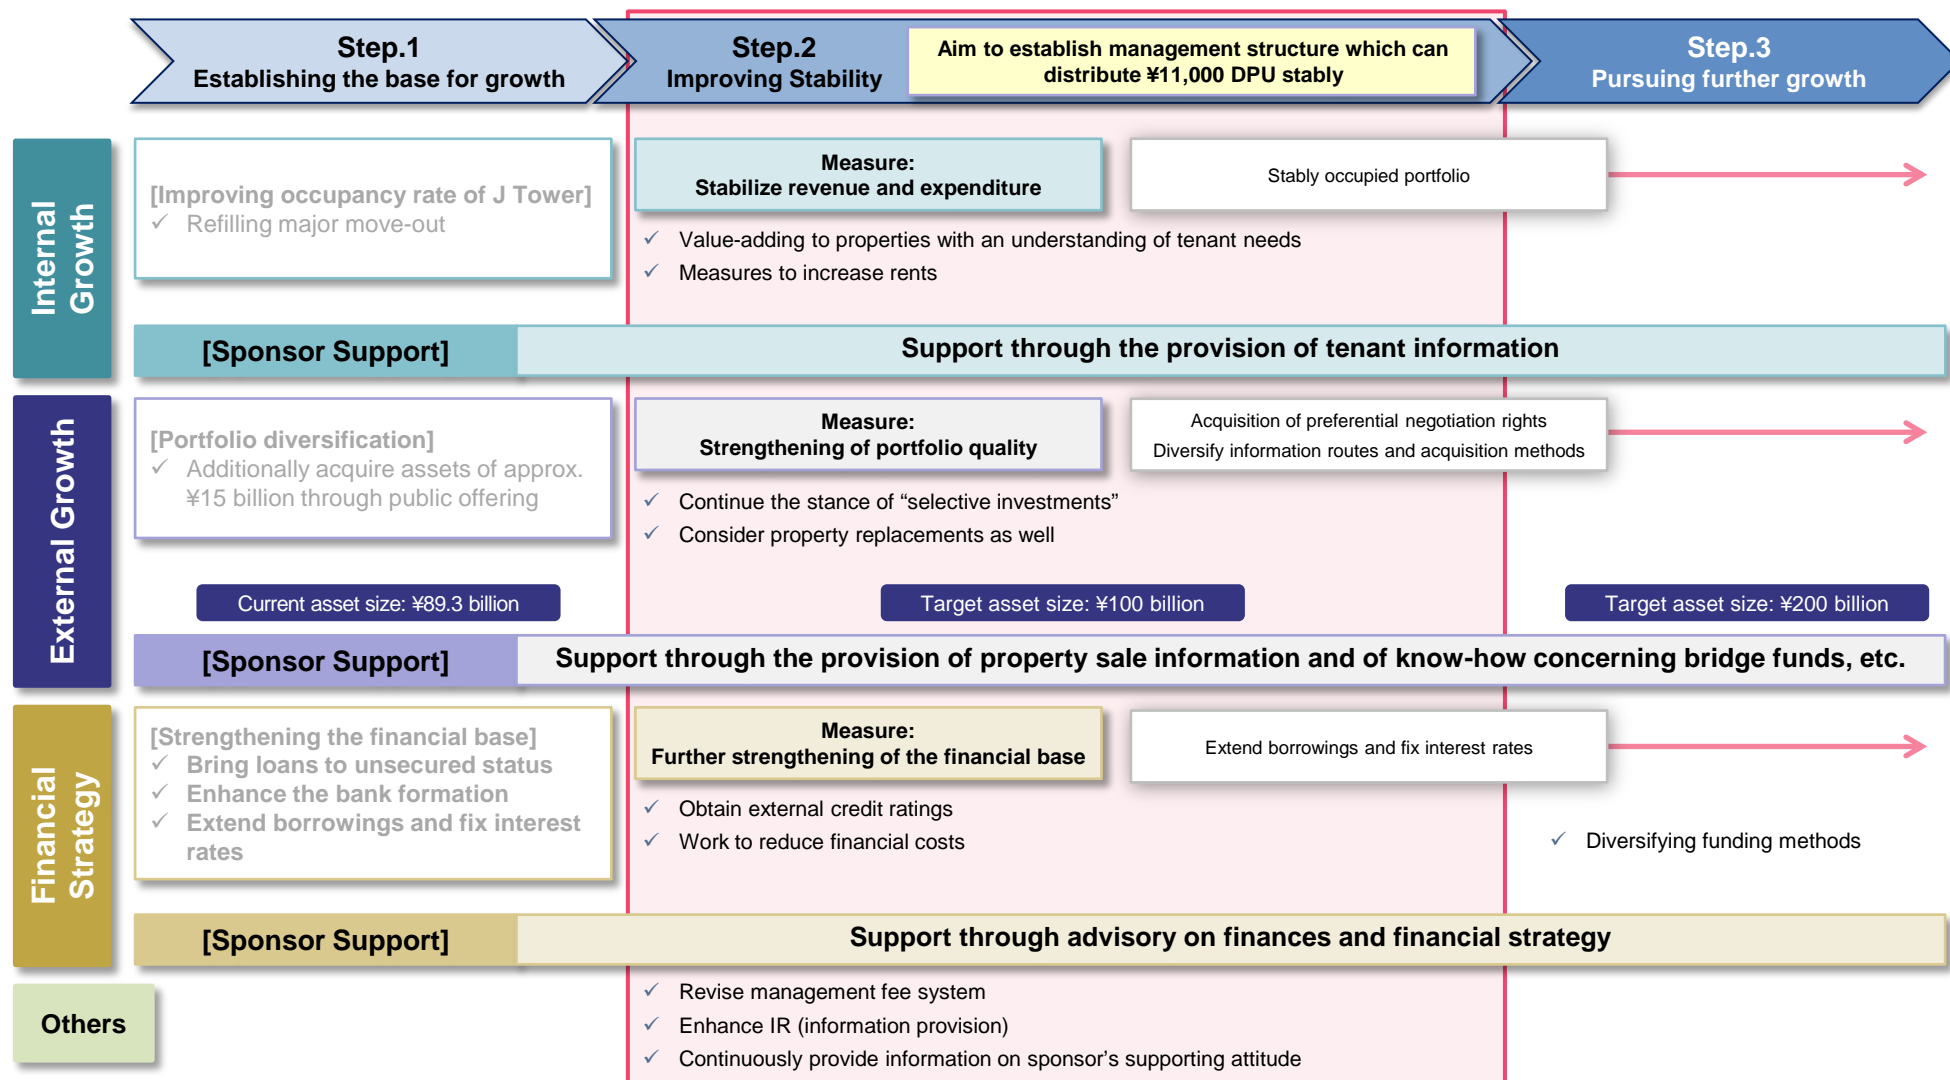 Step.1
Establishing the base for growth
Step.2
Improving Stability
Aim to establish management structure which can
distribute ¥11,000 DPU stably
Step.3
Pursuing further growth
Internal
Growth
[Improving occupancy rate of J Tower]
✓ Refilling major move-out
Measure:
Stabilize revenue and expenditure
Stably occupied portfolio
✓ Value-adding to properties with an understanding of tenant needs
✓ Measures to increase rents
[Sponsor Support]
Support through the provision of tenant information
External Growth
[Portfolio diversification]
✓ Additionally acquire assets of approx.
¥15 billion through public offering
Measure:
Strengthening of portfolio quality
Acquisition of preferential negotiation rights
Diversify information routes and acquisition methods
✓ Continue the stance of “selective investments”
✓ Consider property replacements as well
Current asset size: ¥89.3 billion
Target asset size: ¥100 billion
Target asset size: ¥200 billion
[Sponsor Support]
Support through the provision of property sale information and of know-how concerning bridge funds, etc.
Financial
Strategy
[Strengthening the financial base]
✓ Bring loans to unsecured status
✓ Enhance the bank formation
✓ Extend borrowings and fix interest
rates
Measure:
Further strengthening of the financial base
Extend borrowings and fix interest rates
✓ Obtain external credit ratings
✓ Work to reduce financial costs
✓ Diversifying funding methods
[Sponsor Support]
Support through advisory on finances and financial strategy
Others
✓ Revise management fee system
✓ Enhance IR (information provision)
✓ Continuously provide information on sponsor’s supporting attitude